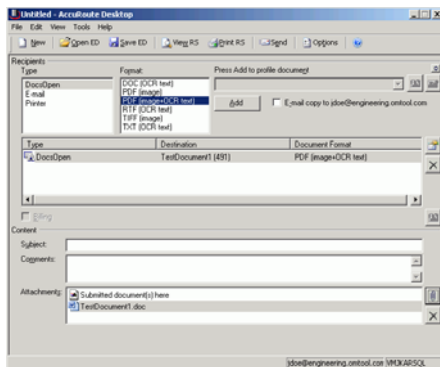 Untitled - AccuRoute Desktop
File Edit View Tools Help
New Open ED Save ED View RS Print RS Send Options
Recipients
Type Format: Press Add to profile document:
DocsOpen
E-mail
Printer
DOC (OCR text)
PDF (image)
PDF (image+OCR text)
RTF (OCR text)
TIFF (image)
TXT (OCR text)
Add E_mail copy to jdoe@engineering.omtool.com
Type Destination Document Format
DocsOpen TestDocument1 (491) PDF (image+OCR text)
Billing
Content
Subject:
Comments:
Attachments:
Submitted document(s) here
TestDocument1.doc
jdoe@engineering.omtool.com VMJKARSQL